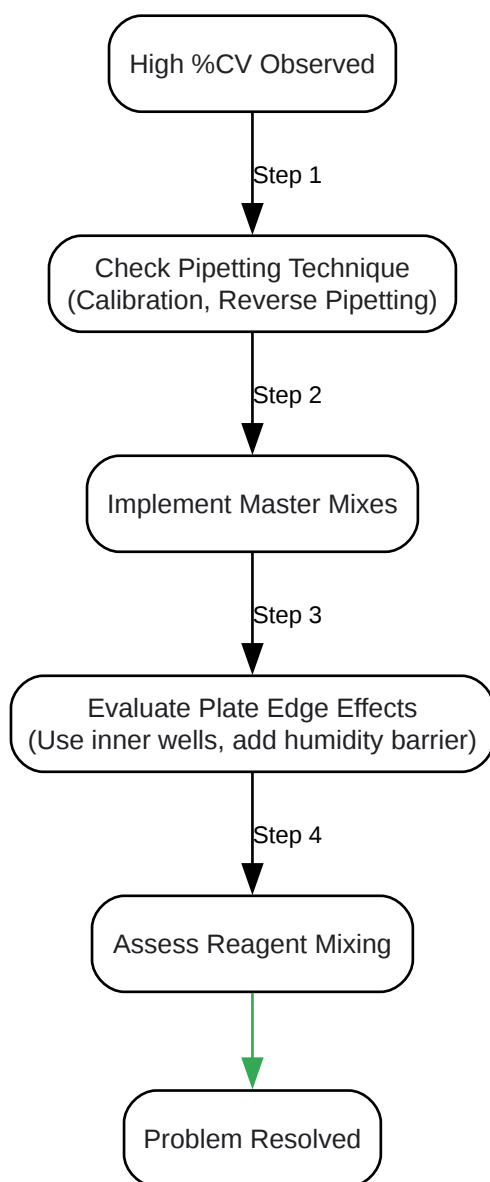 High %CV Observed
Step 1
Check Pipetting Technique
(Calibration, Reverse Pipetting)
Step 2
Implement Master Mixes
Step 3
Evaluate Plate Edge Effects
(Use inner wells, add humidity barrier)
Step 4
Assess Reagent Mixing
Problem Resolved